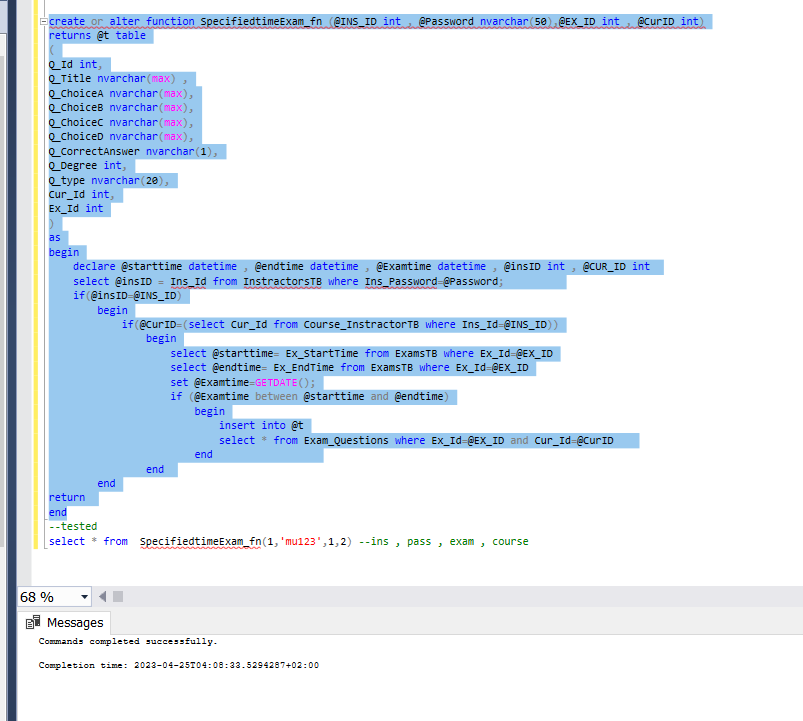 create or alter function SpecifiedtimeExam_fn (@INS_ID int , @Password nvarchar(50),@EX_ID int , @CurID int)
returns @t table
(
Q_Id int,
Q_Title nvarchar(max) ,
Q_ChoiceA nvarchar(max),
Q_ChoiceB nvarchar(max),
Q_ChoiceC nvarchar(max),
Q_ChoiceD nvarchar(max),
Q_CorrectAnswer nvarchar(1),
Q_Degree int,
Q_type nvarchar(20),
Cur_Id int,
Ex_Id int
)
as
begin
declare @starttime datetime , @endtime datetime , @Examtime datetime , @insID int , @CUR_ID int
select @insID = Ins_Id from InstractorsTB where Ins_Password=@Password;
if(@insID=@INS_ID)
begin
if(@CurID=(select Cur_Id from Course_InstractorTB where Ins_Id=@INS_ID))
begin
select @starttime= Ex_StartTime from ExamsTB where Ex_Id=@EX_ID
select @endtime= Ex_EndTime from ExamsTB where Ex_Id=@EX_ID
set @Examtime=GETDATE();
if (@Examtime between @starttime and @endtime)
begin
insert into @t
select * from Exam_Questions where Ex_Id=@EX_ID and Cur_Id=@CurID
end
end
end
return
end
--tested
select * from SpecifiedtimeExam_fn(1,'mu123',1,2) --ins , pass , exam , course
68 %
Messages
Commands completed successfully.
Completion time: 2023-04-25T04:08:33.5294287+02:00